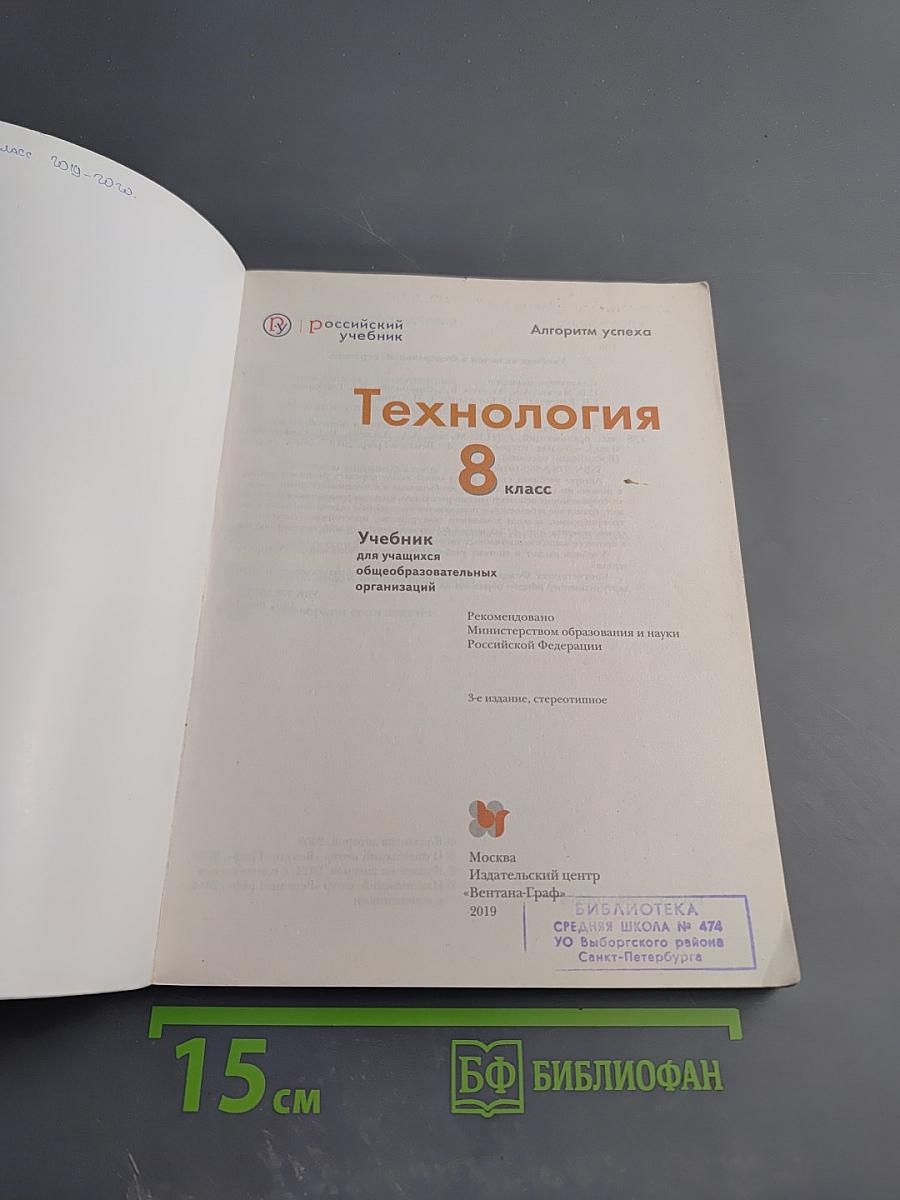 класс 2019-2020.
российский
учебник
Алгоритм успеха
Технология
8 класс
Учебник
для учащихся
общеобразовательных
организаций
Рекомендовано
Министерством образования и науки
Российской Федерации
3-е издание, стереотипное
Москва
Издательский центр
«Вентана-Граф»
2019
БИБЛИОТЕКА
СРЕДНЯЯ ШКОЛА № 474
УО Выборгского района
Санкт-Петербурга
15 см
БФ БИБЛИОФАН